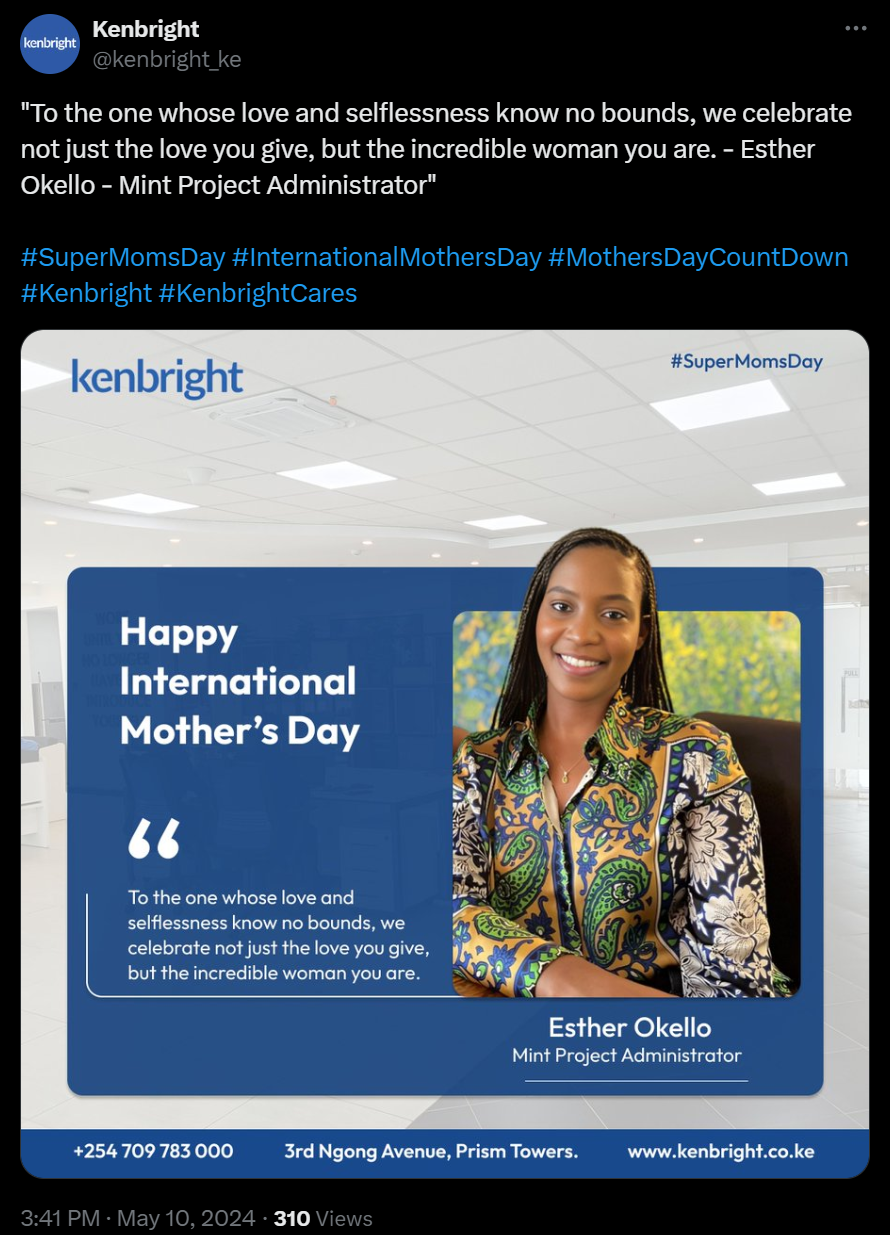 kenbright
Kenbright
@kenbright_ke
"To the one whose love and selflessness know no bounds, we celebrate
not just the love you give, but the incredible woman you are. – Esther
Okello – Mint Project Administrator"
#SuperMomsDay #InternationalMothersDay #MothersDayCountDown
#Kenbright #KenbrightCares
kenbright
#SuperMomsDay
Happy
International
Mother’s Day
“
To the one whose love and
selflessness know no bounds, we
celebrate not just the love you give,
but the incredible woman you are.
Esther Okello
Mint Project Administrator
+254 709 783 000
3rd Ngong Avenue, Prism Towers.
www.kenbright.co.ke
3:41 PM · May 10, 2024 · 310 Views